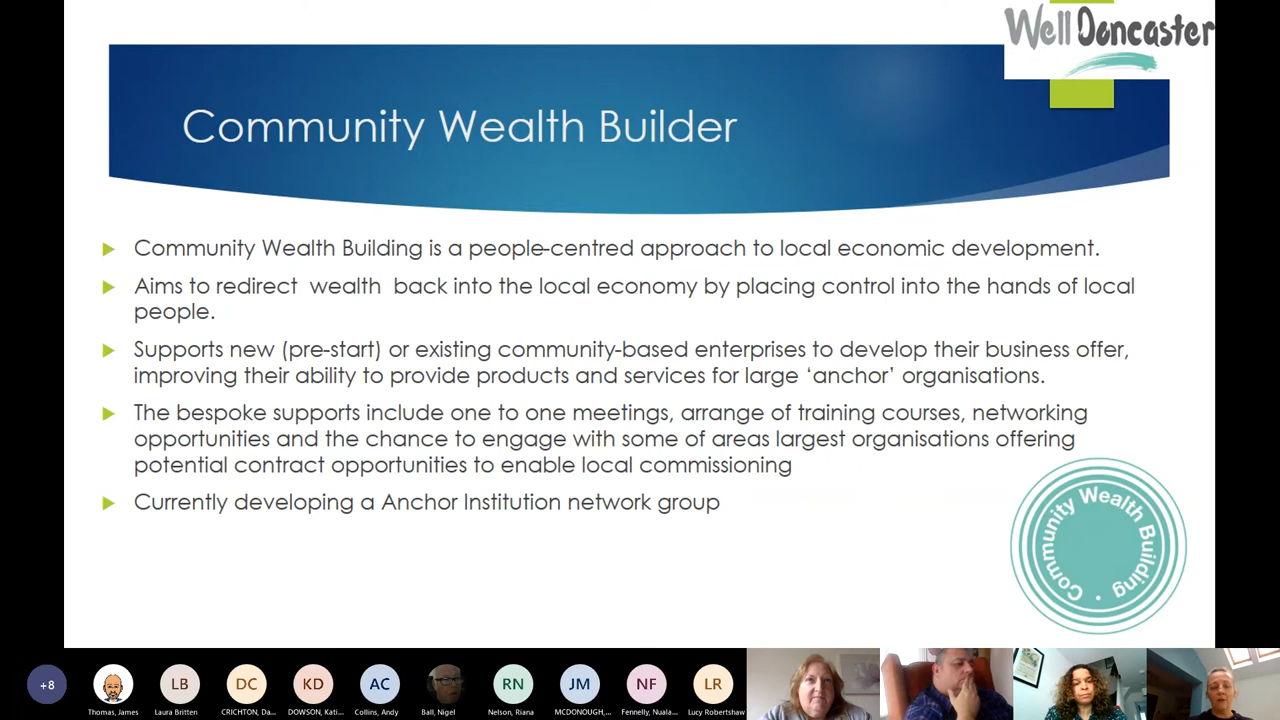 Well Doncaster
Community Wealth Builder
Community Wealth Building is a people-centred approach to local economic development.
Aims to redirect wealth back into the local economy by placing control into the hands of local
people.
Supports new (pre-start) or existing community-based enterprises to develop their business offer,
improving their ability to provide products and services for large ‘anchor’ organisations.
The bespoke supports include one to one meetings, arrange of training courses, networking
opportunities and the chance to engage with some of areas largest organisations offering
potential contract opportunities to enable local commissioning
Currently developing a Anchor Institution network group
Community Wealth Building •
+8
LB
DC
KD
AC
RN
JM
NF
LR
Thomas, James
Laura Britten
CRICHTON, Da...
DOWSON, Kati...
Collins, Andy
Ball, Nigel
Nelson, Riana
MCDONOUGH,...
Fennelly, Nuala...
Lucy Robertshaw